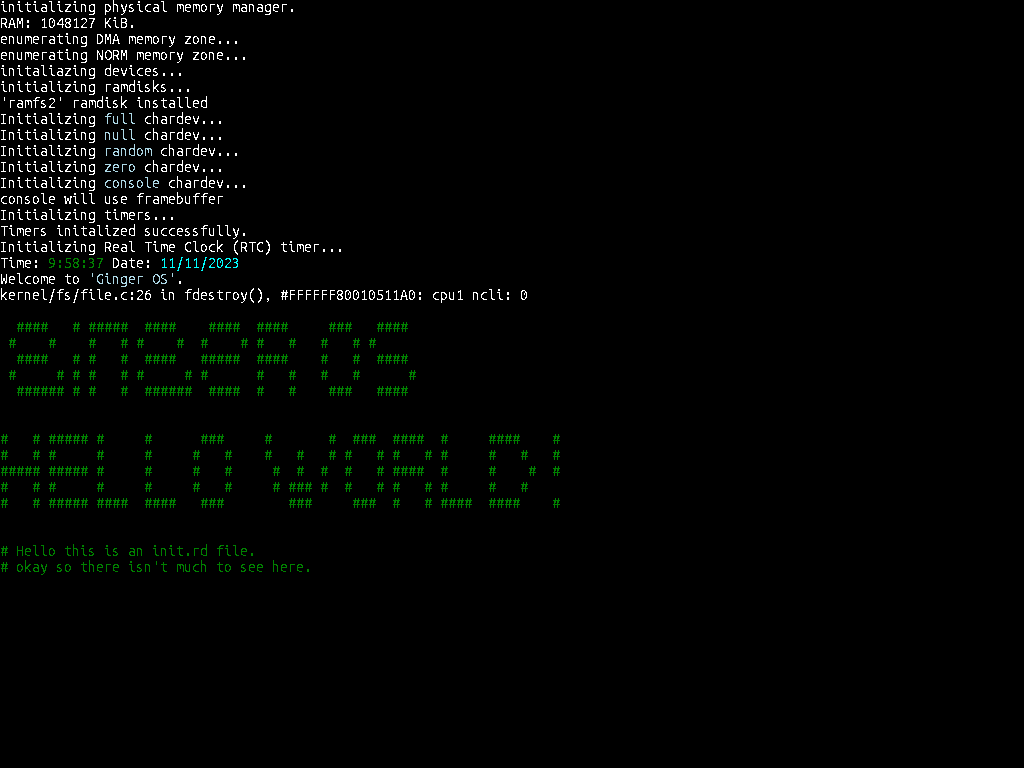 initializing physical memory manager.
RAM: 1048127 KiB.
enumerating DMA memory zone...
enumerating NORM memory zone...
initaliazing devices...
initializing ramdisks...
'ramfs2' ramdisk installed
Initializing full chardev...
Initializing null chardev...
Initializing random chardev...
Initializing zero chardev...
Initializing console chardev...
console will use framebuffer
Initializing timers...
Timers initalized successfully.
Initializing Real Time Clock (RTC) timer...
Time: 9:58:37 Date: 11/11/2023
Welcome to 'Ginger OS'.
kernel/fs/file.c:26 in fdestroy(), #FFFFFF80010511A0: cpu1 ncli: 0
HELLO WORLD!
# Hello this is an init.rd file.
# okay so there isn't much to see here.